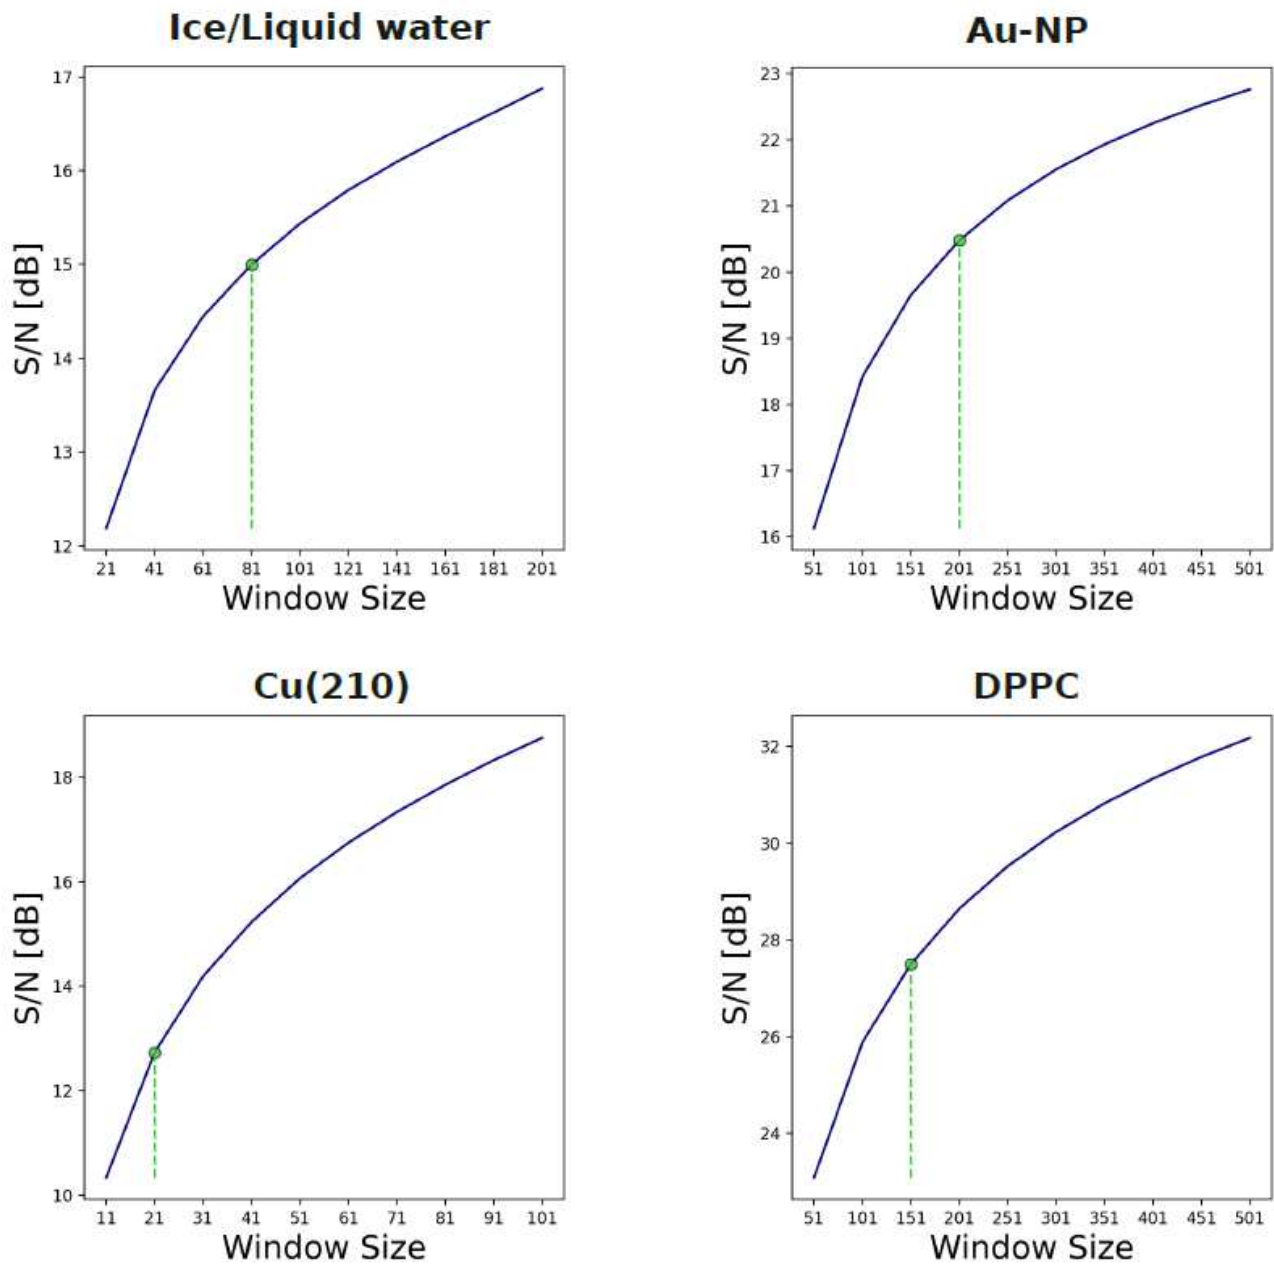 Ice/Liquid water
17
16
15
14
13
12
S/N [dB]
21 41 61 81 101 121 141 161 181 201
Window Size
Au-NP
23
22
21
20
19
18
17
16
S/N [dB]
51 101 151 201 251 301 351 401 451 501
Window Size
Cu(210)
18
16
14
12
10
S/N [dB]
11 21 31 41 51 61 71 81 91 101
Window Size
DPPC
32
30
28
26
24
S/N [dB]
51 101 151 201 251 301 351 401 451 501
Window Size